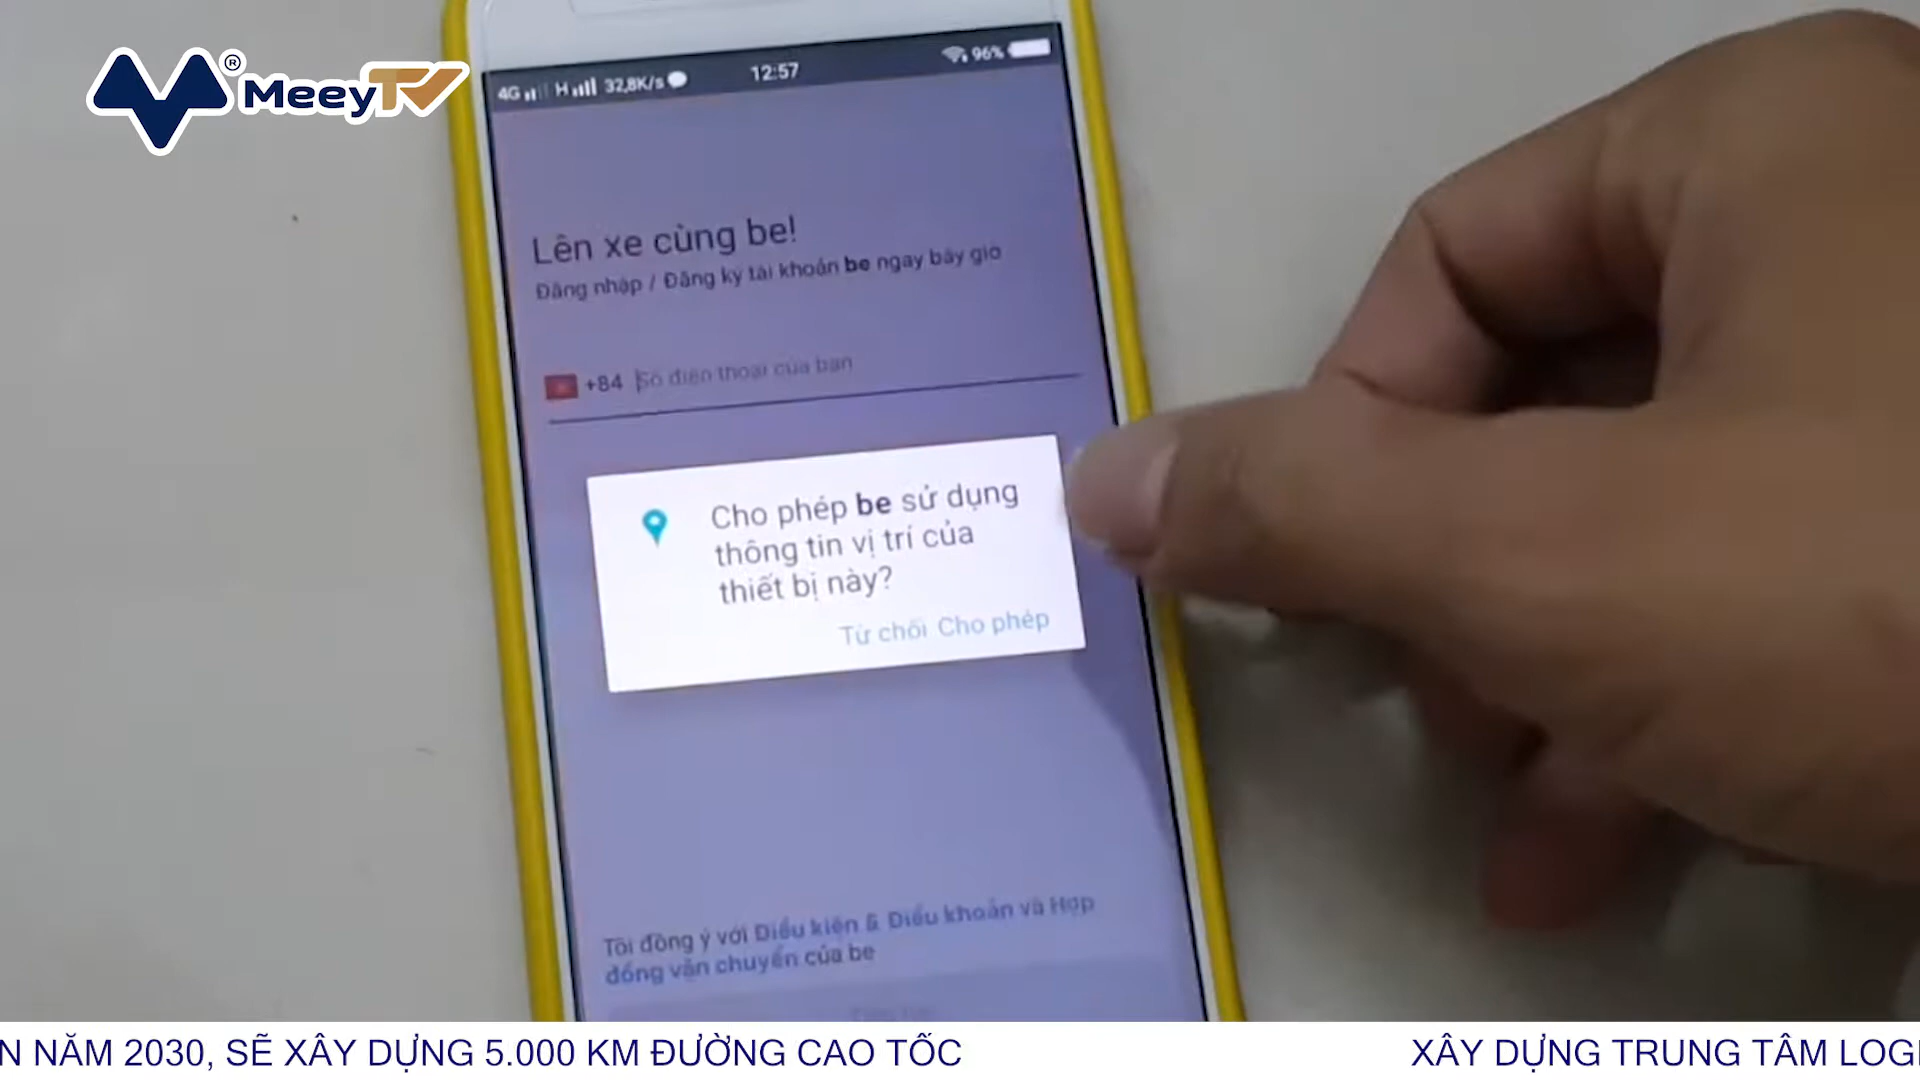 MeeyTV
®
4G H 32,8K/s 12:57 96%
Lên xe cùng be!
Đăng nhập / Đăng ký tài khoản be ngay bây giờ
+84 Số điện thoại của bạn
Cho phép be sử dụng
thông tin vị trí của
thiết bị này?
Từ chối Cho phép
Tôi đồng ý với Điều kiện & Điều khoản và Hợp
đồng vận chuyển của be
N NĂM 2030, SẼ XÂY DỰNG 5.000 KM ĐƯỜNG CAO TỐC
XÂY DỰNG TRUNG TÂM LOGI